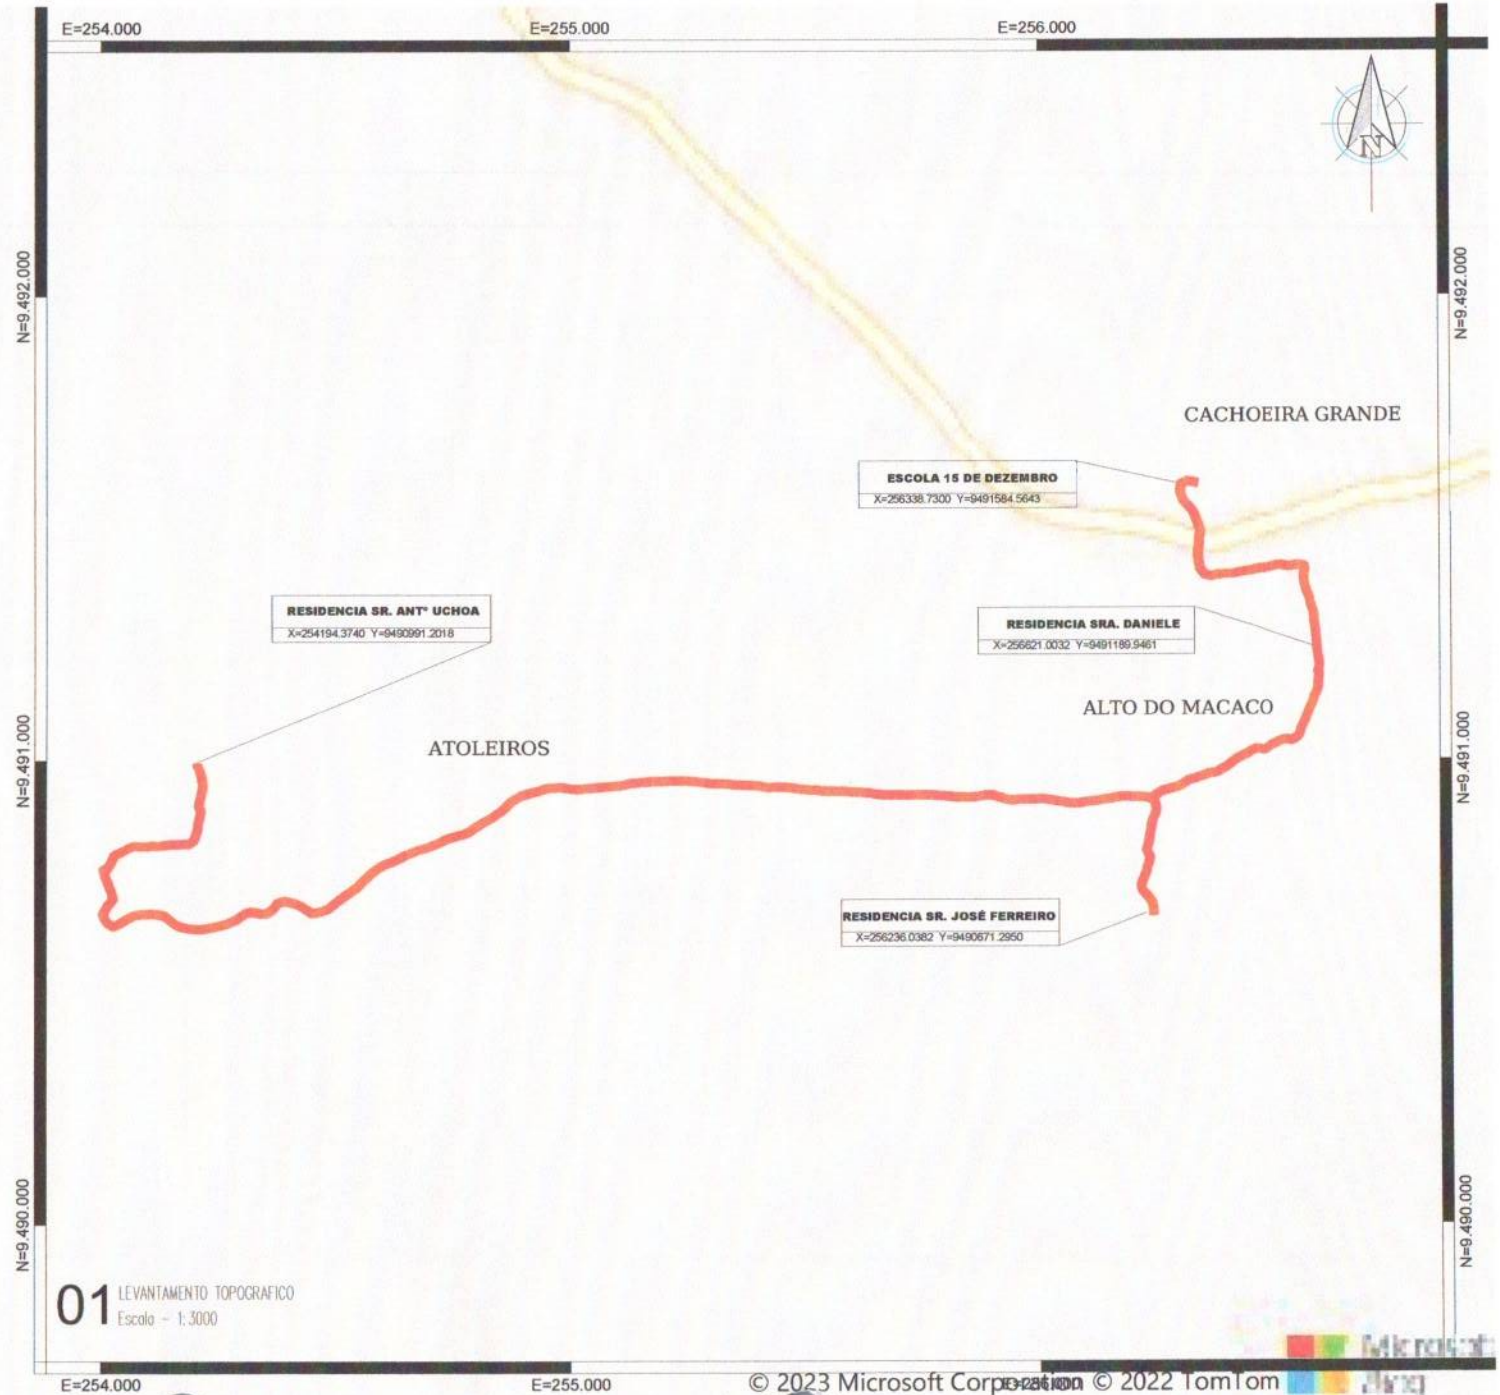 E=254.000
E=255.000
E=256.000
N
N=9.492.000
N=9.492.000
CACHOEIRA GRANDE
ESCOLA 15 DE DEZEMBRO
X=256338.7300 Y=9491584.5643
RESIDENCIA SR. ANTº UCHOA
X=254194.3740 Y=9490991.2018
RESIDENCIA SRA. DANIELE
X=256621.0032 Y=9491189.9461
ALTO DO MACACO
ATOLEIROS
N=9.491.000
N=9.491.000
RESIDENCIA SR. JOSÉ FERREIRO
X=256236.0382 Y=9490671.2950
N=9.490.000
N=9.490.000
01 LEVANTAMENTO TOPOGRAFICO
Escala - 1:3000
E=254.000
E=255.000
© 2023 Microsoft Corporation © 2022 TomTom